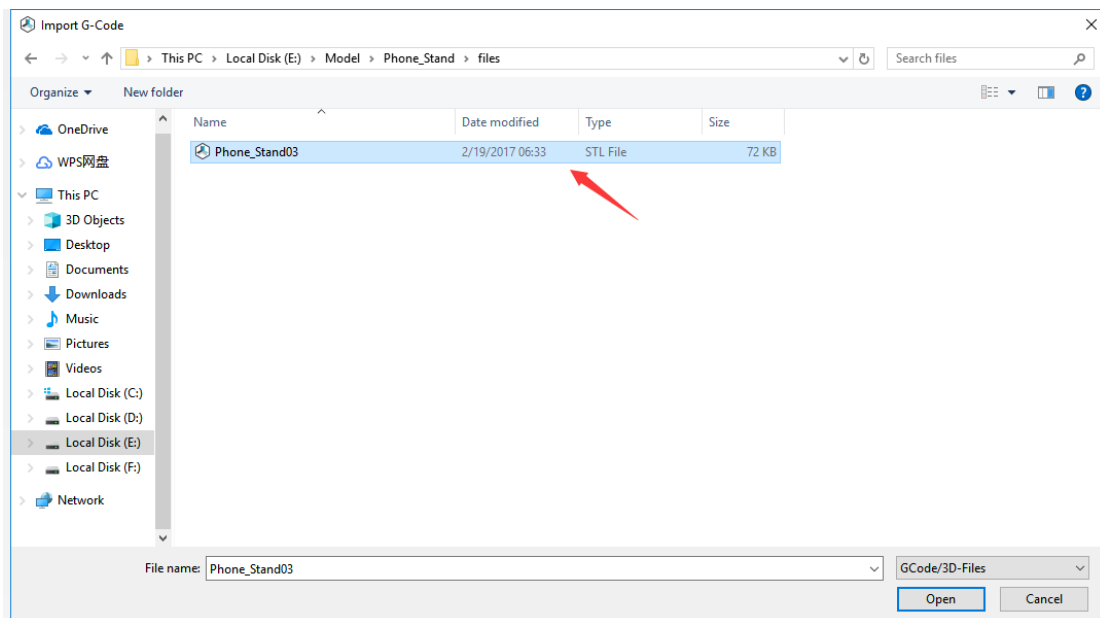 Import G-Code
This PC > Local Disk (E:) > Model > Phone_Stand > files
Search files
Organize
New folder
Name
Date modified
Type
Size
Phone_Stand03
2/19/2017 06:33
STL File
72 KB
OneDrive
WPS网盘
This PC
3D Objects
Desktop
Documents
Downloads
Music
Pictures
Videos
Local Disk (C:)
Local Disk (D:)
Local Disk (E:)
Local Disk (F:)
Network
File name: Phone_Stand03
GCode/3D-Files
Open
Cancel